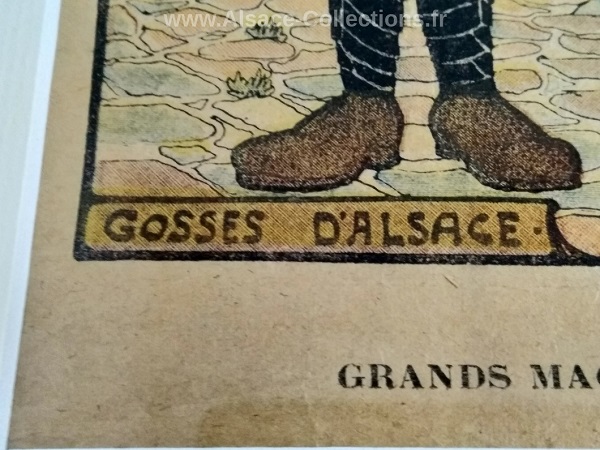 www.Alsace-Collections.fr
GOSSES D'ALSACE.
GRANDS MAG